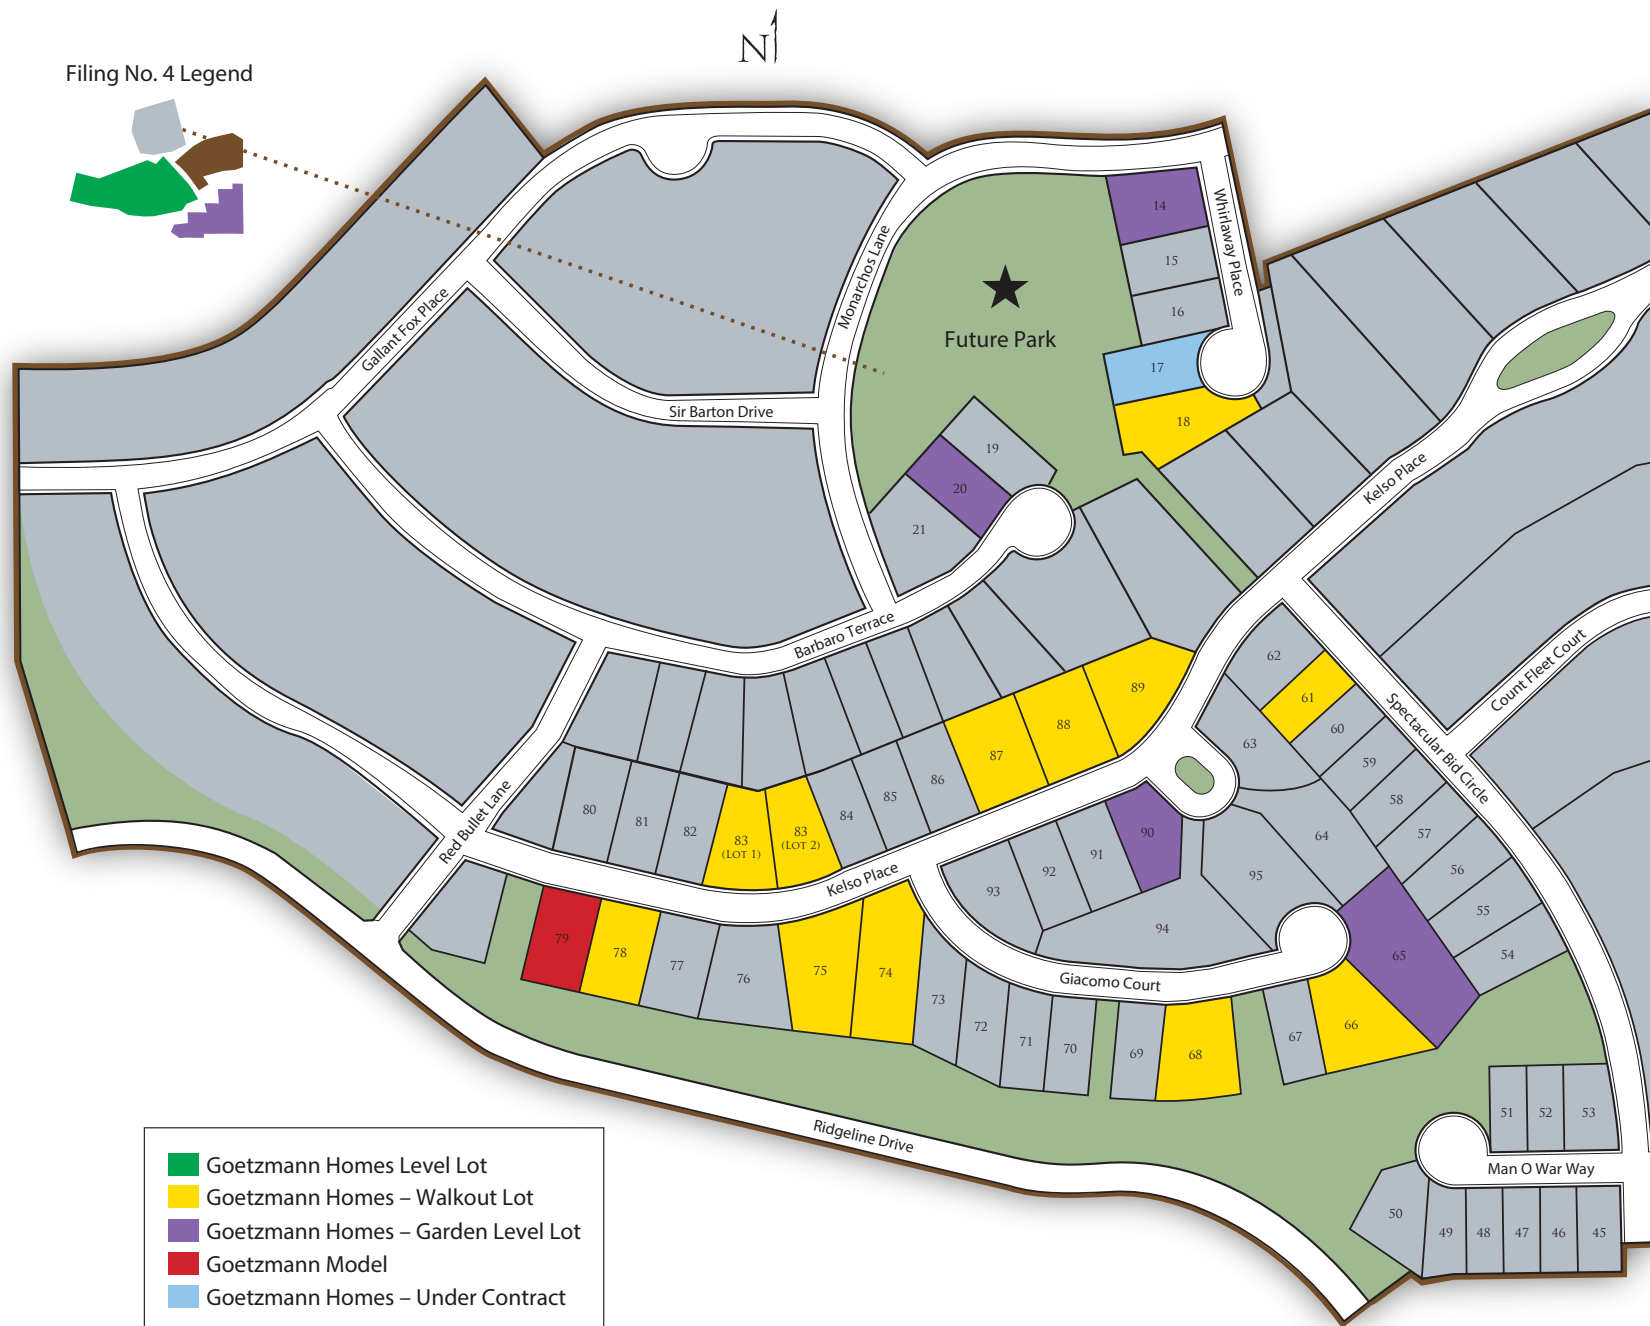 N
Filing No. 4 Legend
Gallant Fox Place
Monarchos Lane
Whirlaway Place
Sir Barton Drive
Future Park
14
15
16
17
18
19
20
21
Kelso Place
Barbaro Terrace
Count Fleet Court
Spectacular Bid Circle
62
61
60
63
59
58
57
56
55
54
64
65
95
89
88
87
86
85
84
83
(LOT 2)
83
(LOT 1)
82
81
80
Red Bullet Lane
Kelso Place
90
91
92
93
94
Giacomo Court
79
78
77
76
75
74
73
72
71
70
69
68
67
66
Ridgeline Drive
51
52
53
Man O War Way
50
49
48
47
46
45
Goetzmann Homes Level Lot
Goetzmann Homes – Walkout Lot
Goetzmann Homes – Garden Level Lot
Goetzmann Model
Goetzmann Homes – Under Contract